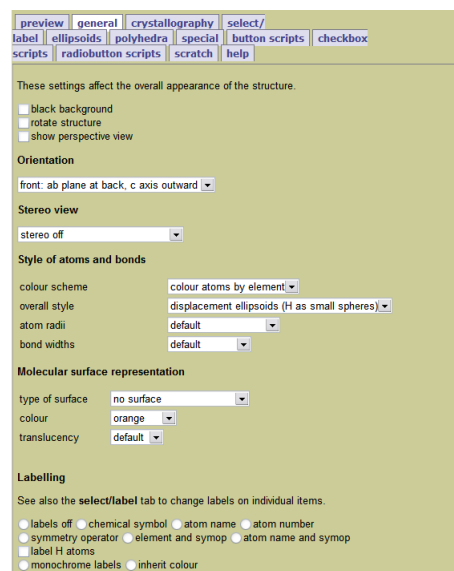 preview general crystallography select/
label ellipsoids polyhedra special button scripts checkbox
scripts radiobutton scripts scratch help
These settings affect the overall appearance of the structure.
black background
rotate structure
show perspective view
Orientation
front: ab plane at back, c axis outward
Stereo view
stereo off
Style of atoms and bonds
colour scheme colour atoms by element
overall style displacement ellipsoids (H as small spheres)
atom radii default
bond widths default
Molecular surface representation
type of surface no surface
colour orange
translucency default
Labelling
See also the select/label tab to change labels on individual items.
labels off chemical symbol atom name atom number
symmetry operator element and symop atom name and symop
label H atoms
monochrome labels inherit colour